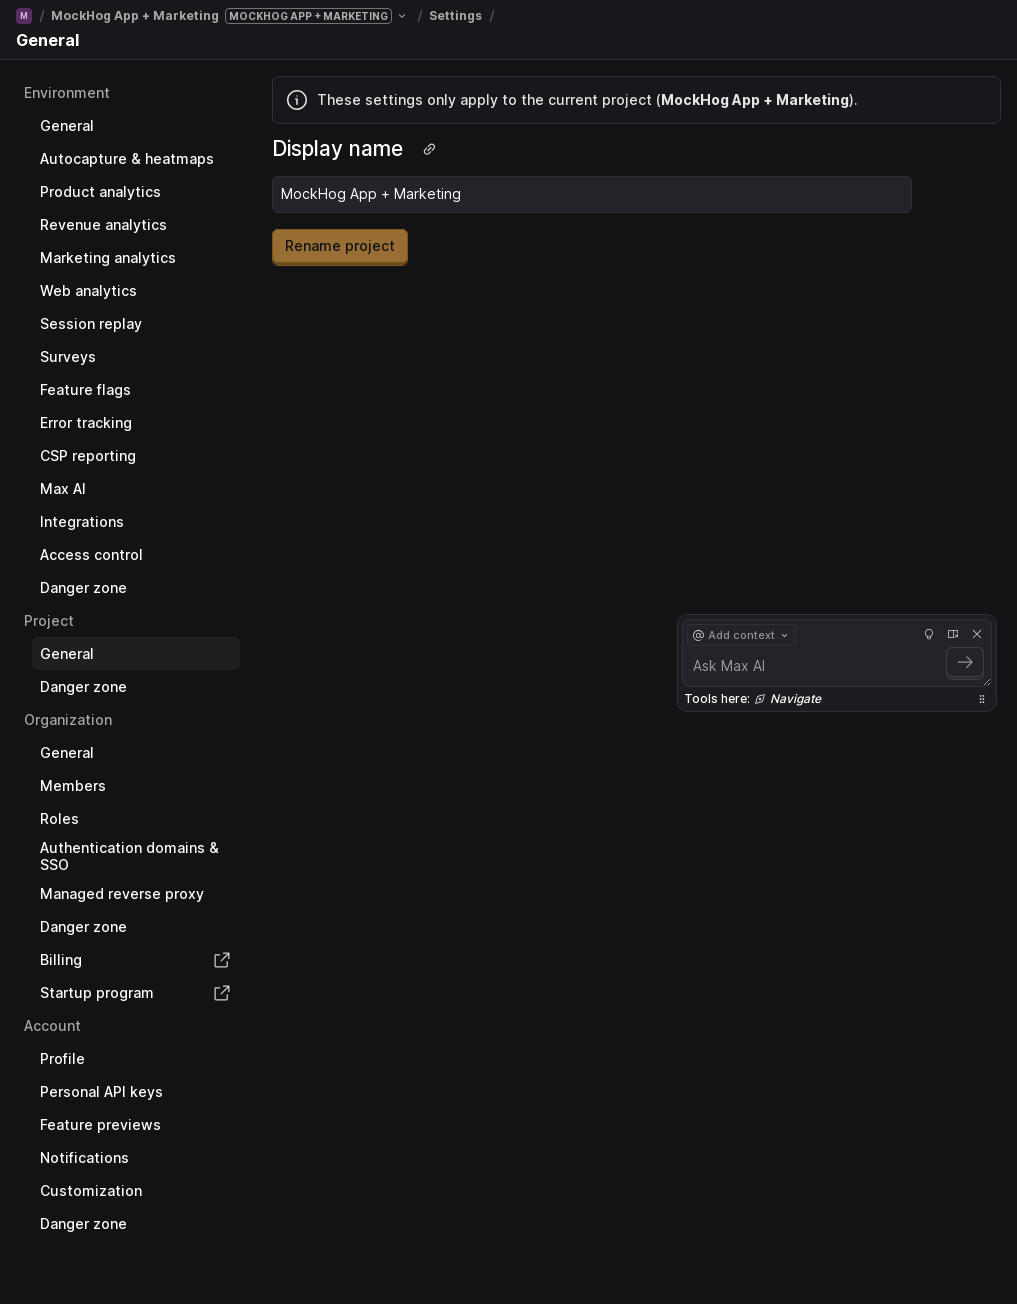 M / MockHog App + Marketing MOCKHOG APP + MARKETING / Settings /
General
Environment
General
Autocapture & heatmaps
Product analytics
Revenue analytics
Marketing analytics
Web analytics
Session replay
Surveys
Feature flags
Error tracking
CSP reporting
Max AI
Integrations
Access control
Danger zone
Project
General
Danger zone
Organization
General
Members
Roles
Authentication domains &
SSO
Managed reverse proxy
Danger zone
Billing
Startup program
Account
Profile
Personal API keys
Feature previews
Notifications
Customization
Danger zone
These settings only apply to the current project (MockHog App + Marketing).
Display name
MockHog App + Marketing
Rename project
@ Add context
Ask Max AI
Tools here: Navigate